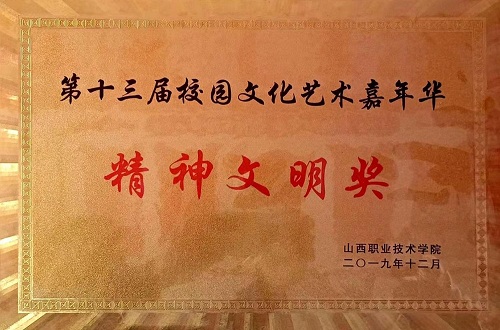 第十三届校园文化艺术嘉年华
精神文明奖
山西职业技术学院
二〇一九年十二月